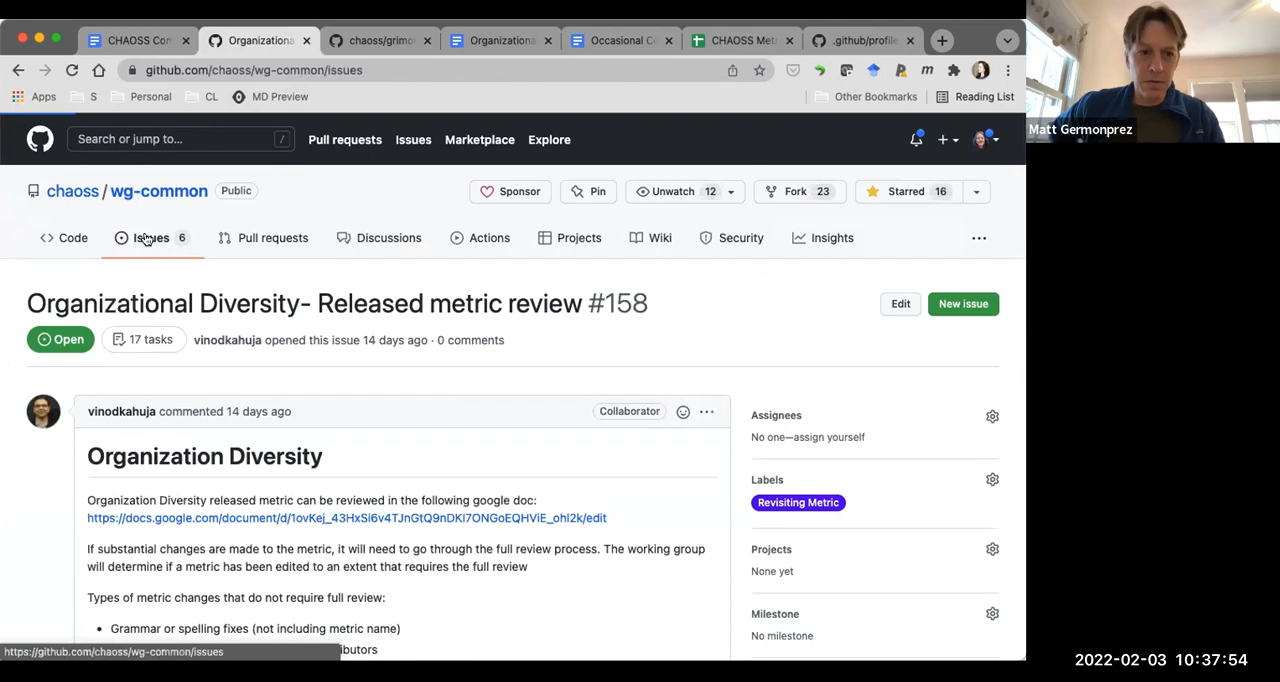 CHAOSS Con
Organizationa
chaoss/grimo
Organizationa
Occasional C
CHAOSS Met
.github/profile
github.com/chaoss/wg-common/issues
Apps S Personal CL MD Preview Other Bookmarks Reading List
Matt Germonprez
Search or jump to... / Pull requests Issues Marketplace Explore
chaoss / wg-common Public Sponsor Pin Unwatch 12 Fork 23 Starred 16
Code Issues 6 Pull requests Discussions Actions Projects Wiki Security Insights
Organizational Diversity- Released metric review #158 Edit New issue
Open 17 tasks vinodkahuja opened this issue 14 days ago · 0 comments
vinodkahuja commented 14 days ago Collaborator
Organization Diversity
Organization Diversity released metric can be reviewed in the following google doc:
https://docs.google.com/document/d/1ovKej_43HxSi6v4TJnGtQ9nDKl7ONGoEQHViE_ohl2k/edit
If substantial changes are made to the metric, it will need to go through the full review process. The working group
will determine if a metric has been edited to an extent that requires the full review
Types of metric changes that do not require full review:
• Grammar or spelling fixes (not including metric name)
ibutors
Assignees
No one—assign yourself
Labels
Revisiting Metric
Projects
None yet
Milestone
No milestone
https://github.com/chaoss/wg-common/issues
2022-02-03 10:37:54